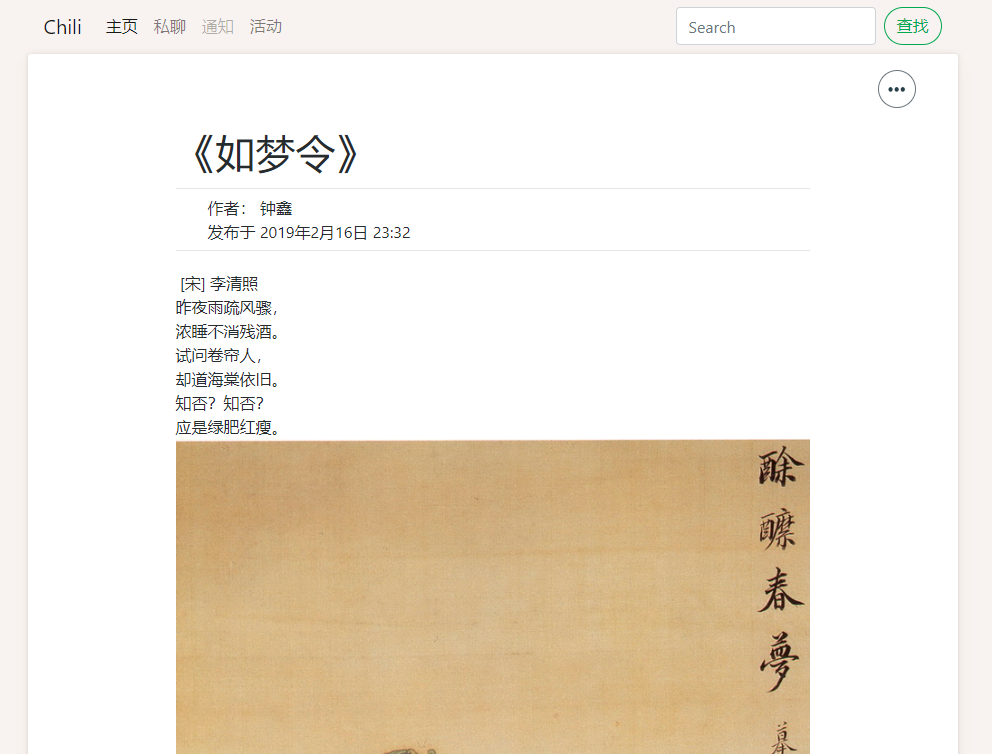 Chili 主页 私聊 通知 活动 Search 查找
《如梦令》
作者： 钟鑫
发布于 2019年2月16日 23:32
[宋] 李清照
昨夜雨疏风骤，
浓睡不消残酒。
试问卷帘人，
却道海棠依旧。
知否？知否？
应是绿肥红瘦。
酴醿春夢